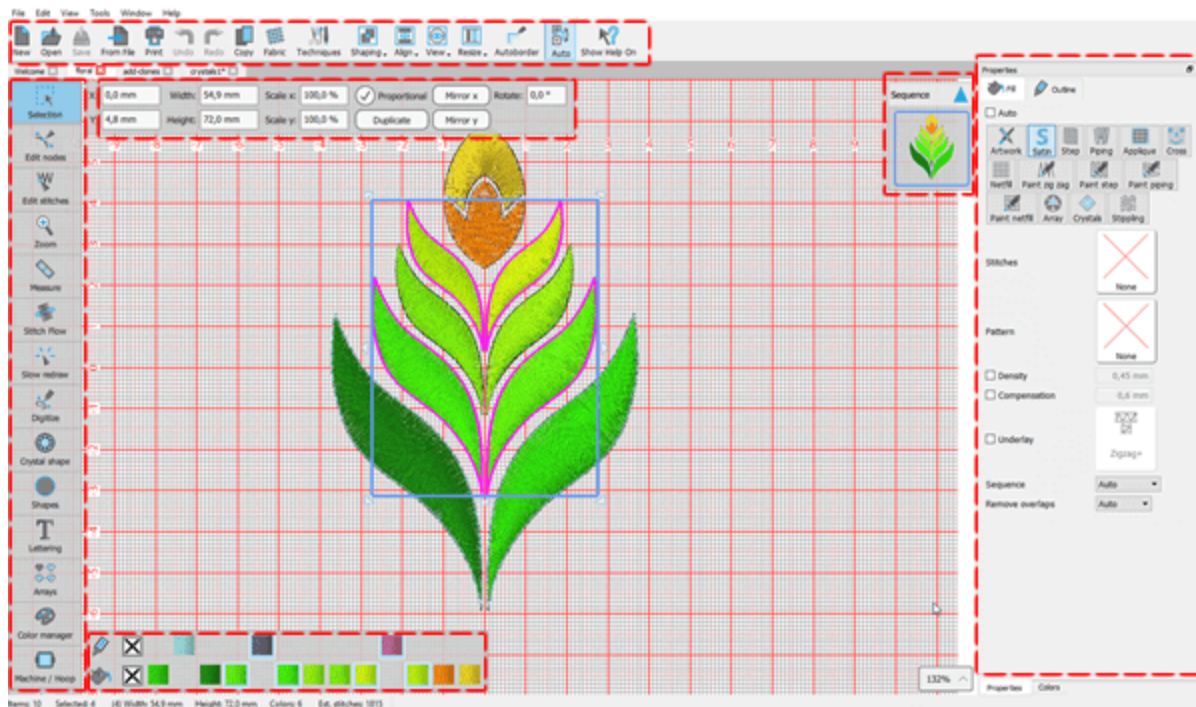 File Edit View Tools Window Help
New Open Save From File Print Undo Redo Copy Fabric Techniques Shaping Align View Resize Autoborder Auto Show Help On
Welcome floral add-dones crystals1*
X: 0,0 mm Width: 54,9 mm Scale x: 100,0 % Proportional Mirror x Rotate: 0,0 °
Y: 4,8 mm Height: 72,0 mm Scale y: 100,0 % Duplicate Mirror y
Selection
Edit nodes
Edit stitches
Zoom
Measure
Stitch Flow
Slow redraw
Digitize
Crystal shape
Shapes
Lettering
Arrays
Color manager
Machine / Hoop
Sequence
132%
Properties
Fill Outline
Auto
Artwork Satin Step Piping Applique Cross
Netfill Paint zig zag Paint step Paint piping
Paint netfill Array Crystals Stippling
Stitches
None
Pattern
None
Density 0,45 mm
Compensation 0,6 mm
Underlay
Zigzag+
Sequence Auto
Remove overlaps Auto
Properties Colors
Items: 10 Selected: 4 (4) Width: 54.9 mm Height: 72.0 mm Colors: 6 Est. stitches: 1015